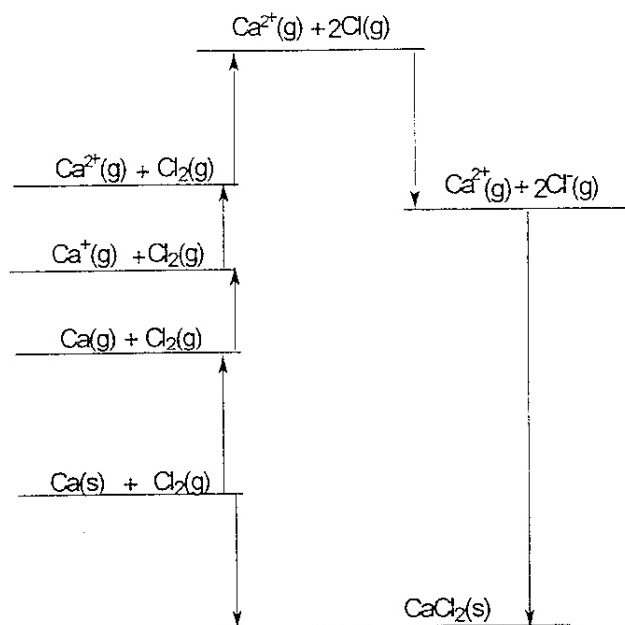 Ca²⁺(g) + 2Cl(g)
Ca²⁺(g) + Cl₂(g)
Ca²⁺(g) + 2Cl⁻(g)
Ca⁺(g) + Cl₂(g)
Ca(g) + Cl₂(g)
Ca(s) + Cl₂(g)
CaCl₂(s)